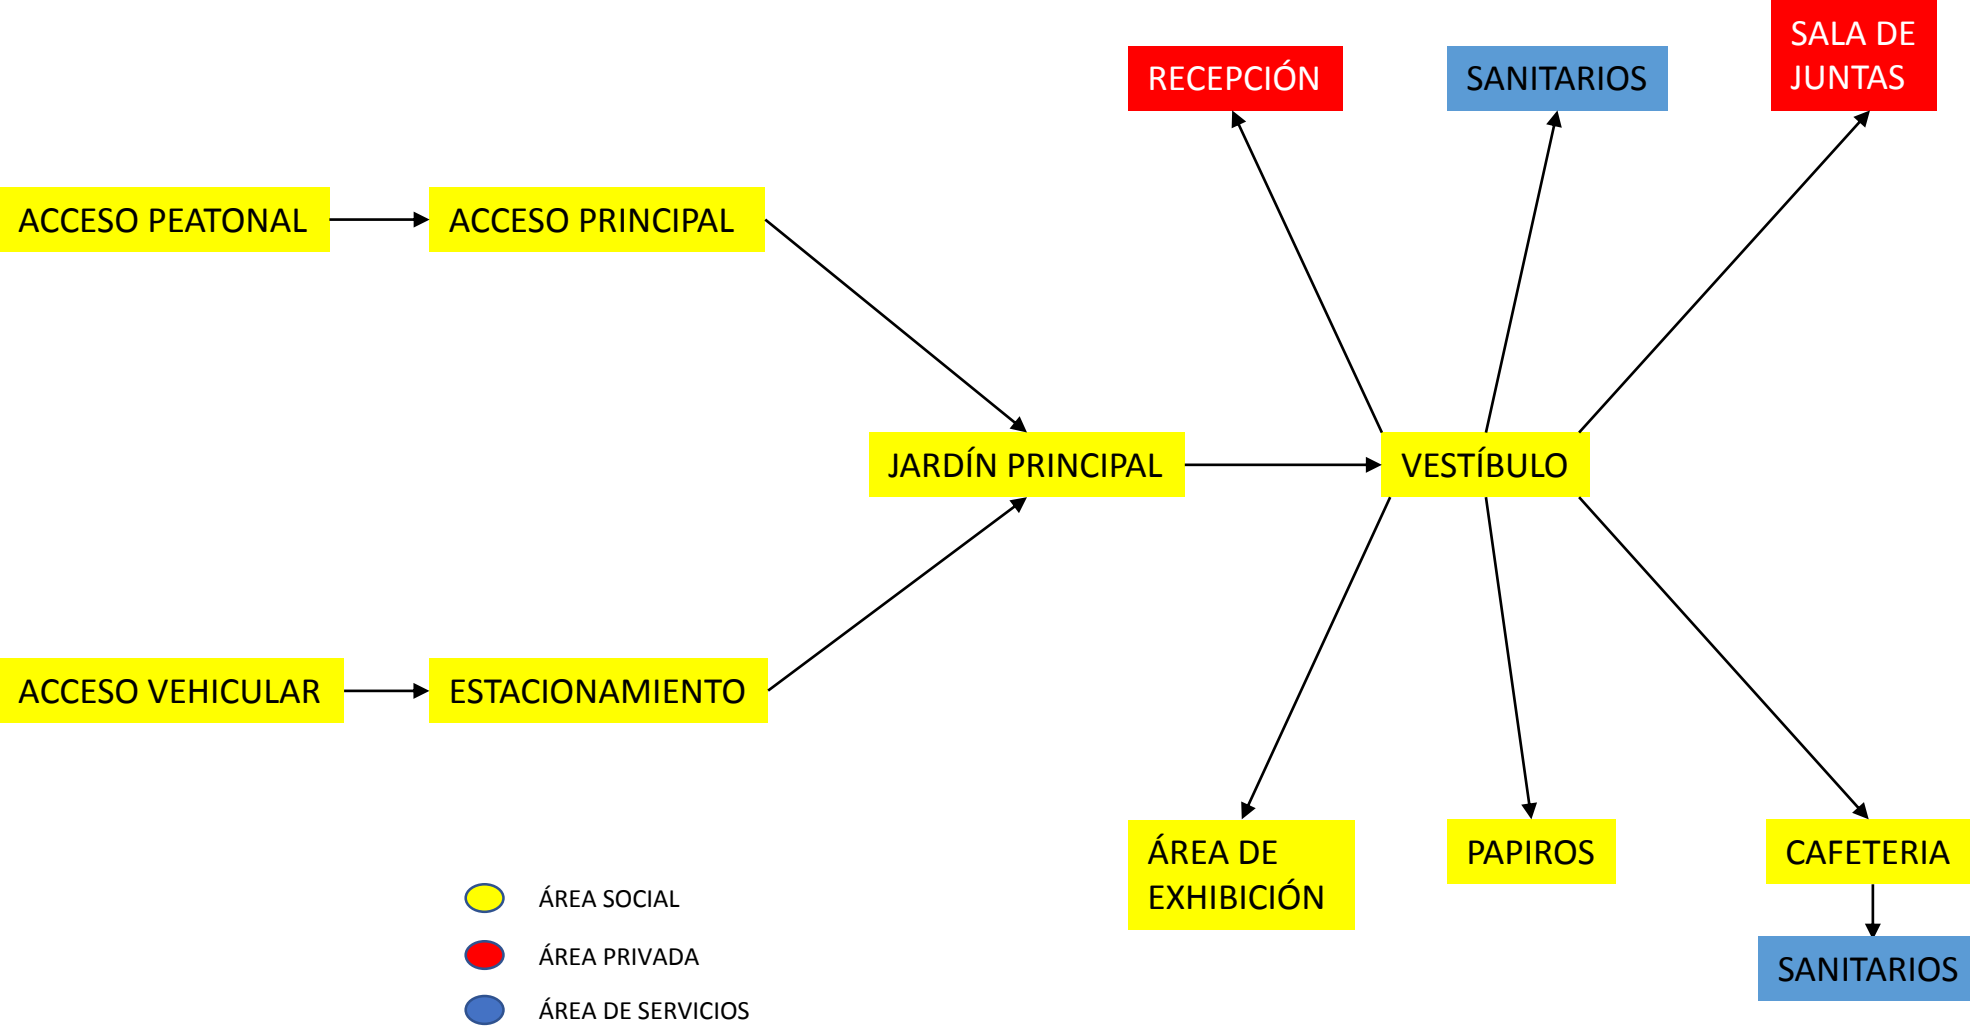 SALA DE
JUNTAS
RECEPCIÓN
SANITARIOS
ACCESO PEATONAL
ACCESO PRINCIPAL
JARDÍN PRINCIPAL
VESTÍBULO
ACCESO VEHICULAR
ESTACIONAMIENTO
ÁREA DE
EXHIBICIÓN
PAPIROS
CAFETERIA
SANITARIOS
ÁREA SOCIAL
ÁREA PRIVADA
ÁREA DE SERVICIOS